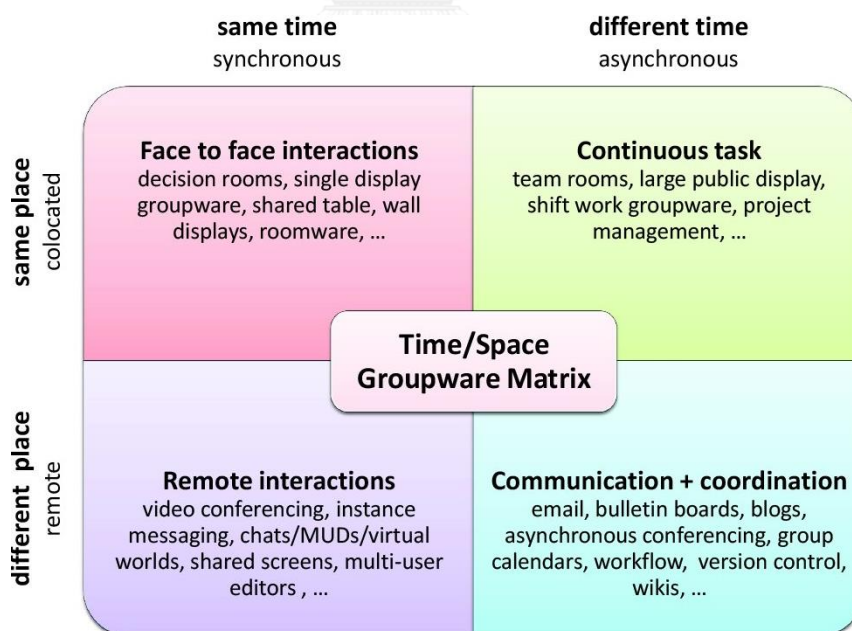 same time
synchronous
different time
asynchronous
same place
colocated
Face to face interactions
decision rooms, single display
groupware, shared table, wall
displays, roomware, ...
Continuous task
team rooms, large public display,
shift work groupware, project
management, ...
Time/Space
Groupware Matrix
different place
remote
Remote interactions
video conferencing, instance
messaging, chats/MUDs/virtual
worlds, shared screens, multi-user
editors , ...
Communication + coordination
email, bulletin boards, blogs,
asynchronous conferencing, group
calendars, workflow, version control,
wikis, ...